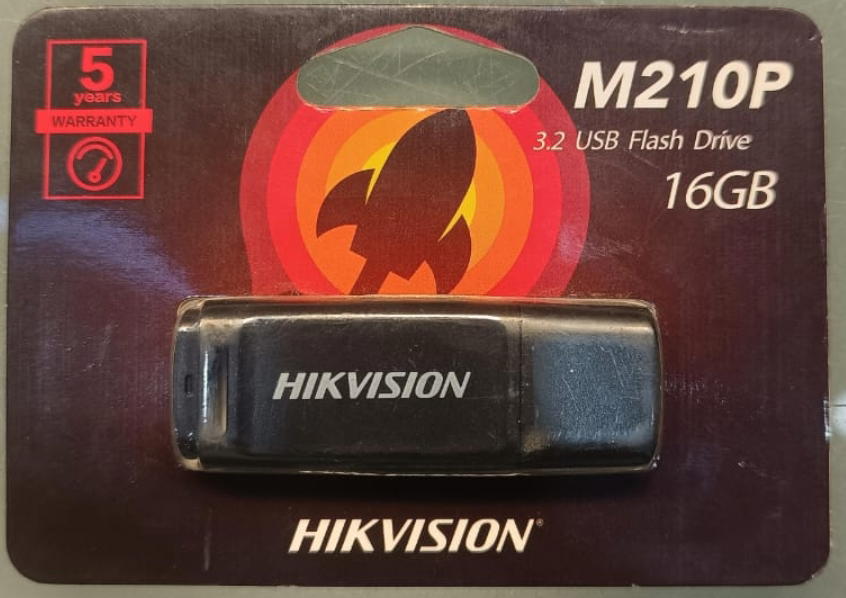 5
years
WARRANTY
M210P
3.2 USB Flash Drive
16GB
HIKVISION
HIKVISION®